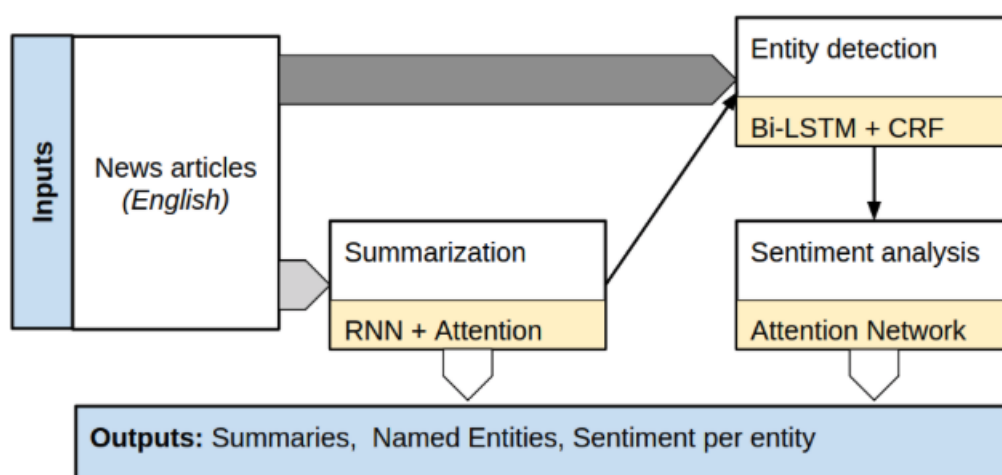 Inputs
News articles
(English)
Entity detection
Bi-LSTM + CRF
Summarization
RNN + Attention
Sentiment analysis
Attention Network
Outputs: Summaries, Named Entities, Sentiment per entity